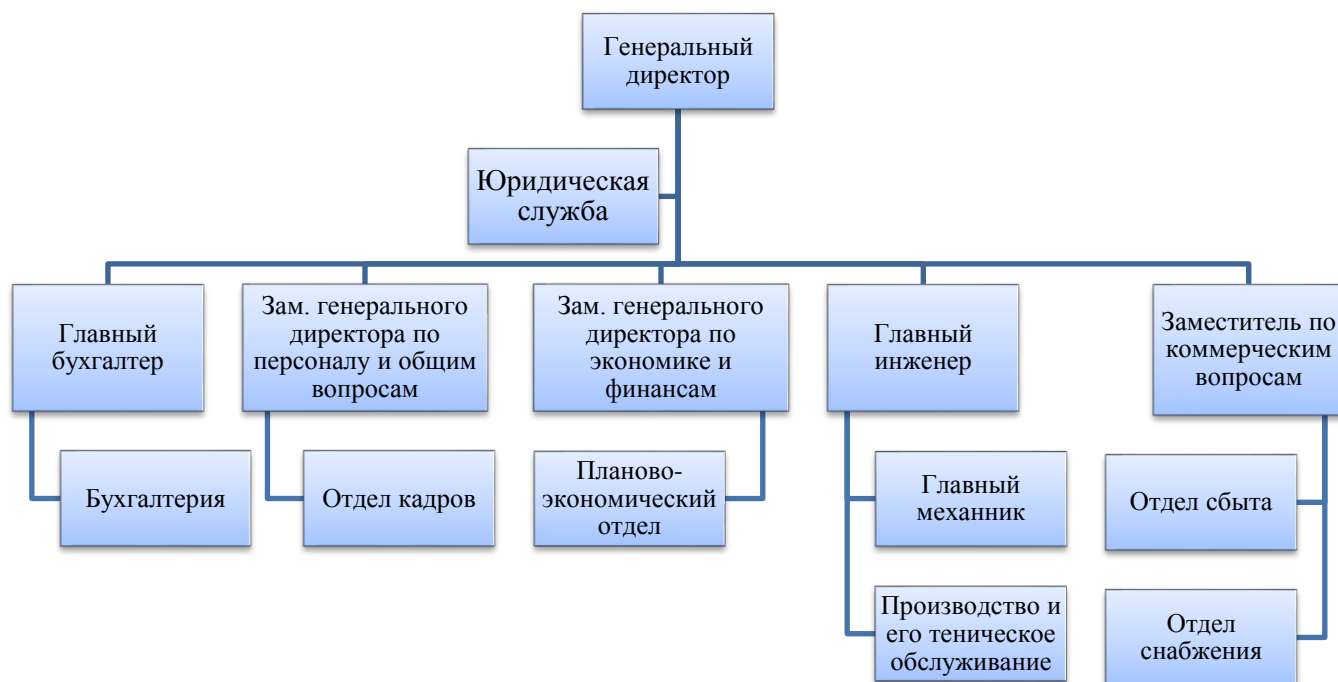 Генеральный
директор
Юридическая
служба
Главный
бухгалтер
Зам. генерального
директора по
персоналу и общим
вопросам
Зам. генерального
директора по
экономике и
финансам
Главный
инженер
Заместитель по
коммерческим
вопросам
Бухгалтерия
Отдел кадров
Планово-
экономический
отдел
Главный
механник
Отдел сбыта
Производство и
его теническое
обслуживание
Отдел
снабжения